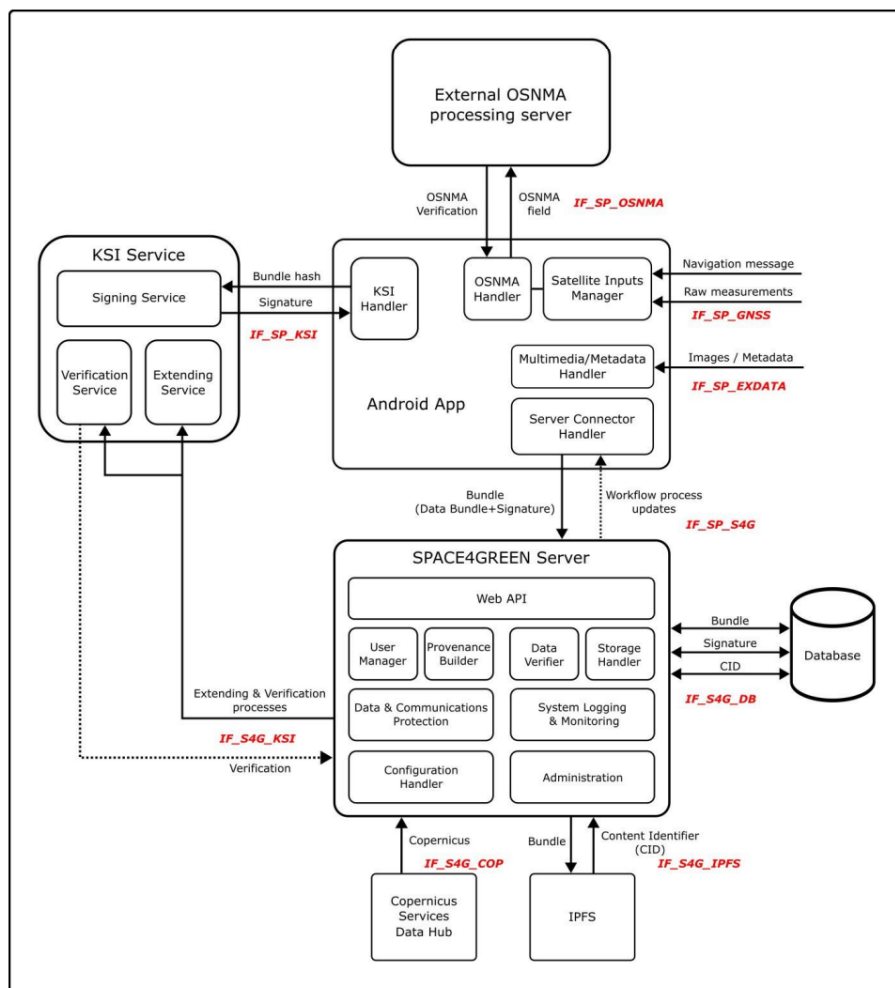 External OSNMA
processing server
OSNMA
Verification
OSNMA
field
IF_SP_OSNMA
KSI Service
Signing Service
Verification
Service
Extending
Service
Bundle hash
Signature
IF_SP_KSI
KSI
Handler
OSNMA
Handler
Satellite Inputs
Manager
Navigation message
Raw measurements
IF_SP_GNSS
Multimedia/Metadata
Handler
Images / Metadata
IF_SP_EXDATA
Android App
Server Connector
Handler
Bundle
(Data Bundle+Signature)
Workflow process
updates
IF_SP_S4G
SPACE4GREEN Server
Web API
User
Manager
Provenance
Builder
Data
Verifier
Storage
Handler
Data & Communications
Protection
System Logging
& Monitoring
Configuration
Handler
Administration
Bundle
Signature
CID
IF_S4G_DB
Database
Extending & Verification
processes
IF_S4G_KSI
Verification
Copernicus
IF_S4G_COP
Bundle
Content Identifier
(CID)
IF_S4G_IPFS
Copernicus
Services
Data Hub
IPFS